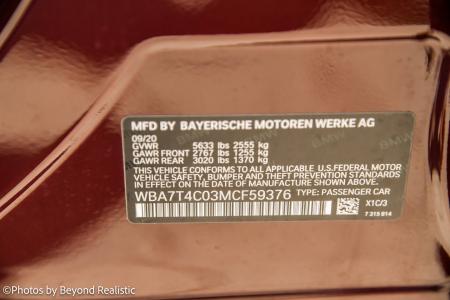 MFD BY BAYERISCHE MOTOREN WERKE AG
09/20
GVWR 5633 lbs 2555 kg
GAWR FRONT 2767 lbs 1255 kg
GAWR REAR 3020 lbs 1370 kg
THIS VEHICLE CONFORMS TO ALL APPLICABLE U.S.FEDERAL MOTOR
VEHICLE SAFETY, BUMPER AND THEFT PREVENTION STANDARDS
IN EFFECT ON THE DATE OF MANUFACTURE SHOWN ABOVE.
WBA7T4C03MCF59376 TYPE: PASSENGER CAR
X1C/3
7 315 914
©Photos by Beyond Realistic